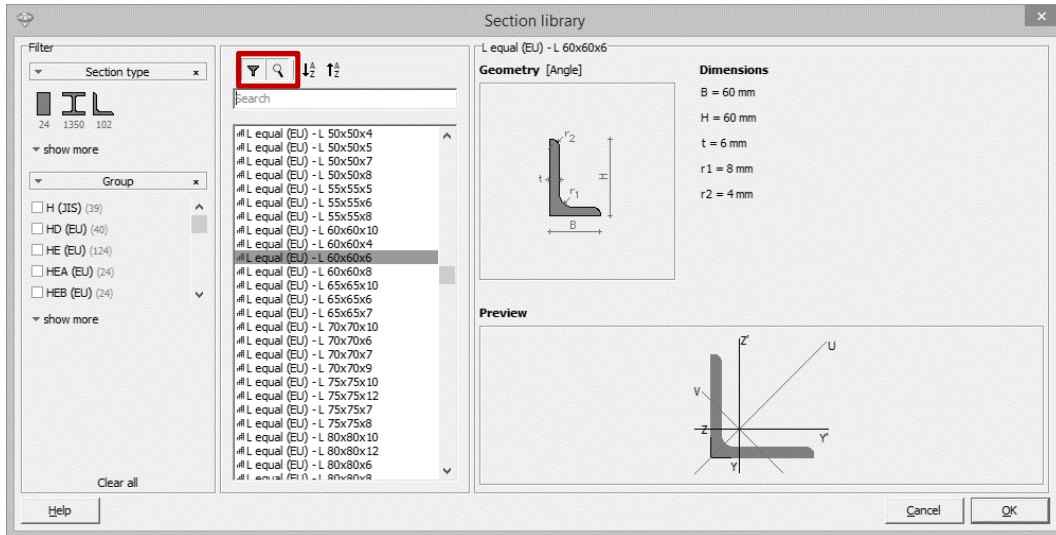 Section library
Filter
Section type
24 1350 102
show more
Group
H (JIS) (39)
HD (EU) (40)
HE (EU) (124)
HEA (EU) (24)
HEB (EU) (24)
show more
Clear all
A
Z
A
Z
Search
L equal (EU) - L 50x50x4
L equal (EU) - L 50x50x5
L equal (EU) - L 50x50x7
L equal (EU) - L 50x50x8
L equal (EU) - L 55x55x5
L equal (EU) - L 55x55x6
L equal (EU) - L 55x55x8
L equal (EU) - L 60x60x10
L equal (EU) - L 60x60x4
L equal (EU) - L 60x60x6
L equal (EU) - L 60x60x8
L equal (EU) - L 65x65x10
L equal (EU) - L 65x65x6
L equal (EU) - L 65x65x7
L equal (EU) - L 70x70x10
L equal (EU) - L 70x70x6
L equal (EU) - L 70x70x7
L equal (EU) - L 70x70x9
L equal (EU) - L 75x75x10
L equal (EU) - L 75x75x12
L equal (EU) - L 75x75x7
L equal (EU) - L 75x75x8
L equal (EU) - L 80x80x10
L equal (EU) - L 80x80x12
L equal (EU) - L 80x80x6
L equal (EU) - L 80x80x8
L equal (EU) - L 60x60x6
Geometry [Angle]
r2
t
H
r1
B
Dimensions
B = 60 mm
H = 60 mm
t = 6 mm
r1 = 8 mm
r2 = 4 mm
Preview
Z'
U
V
Z
Y'
Y
Help
Cancel
OK